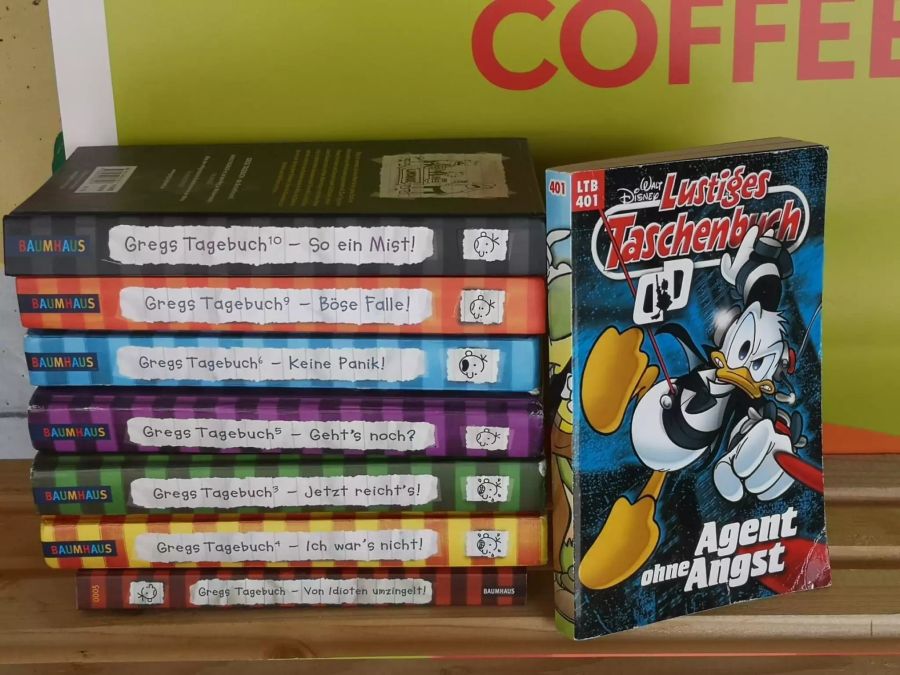 COFFEE
BAUMHAUS Gregs Tagebuch¹⁰ – So ein Mist!
BAUMHAUS Gregs Tagebuch⁹ – Böse Falle!
BAUMHAUS Gregs Tagebuch⁶ – Keine Panik!
BAUMHAUS Gregs Tagebuch⁵ – Geht's noch?
BAUMHAUS Gregs Tagebuch³ – Jetzt reicht's!
BAUMHAUS Gregs Tagebuch⁴ – Ich war's nicht!
0005 Gregs Tagebuch – Von Idioten umzingelt! BAUMHAUS
401
LTB
401
Walt
Disney
Lustiges
Taschenbuch
Agent
ohne Angst